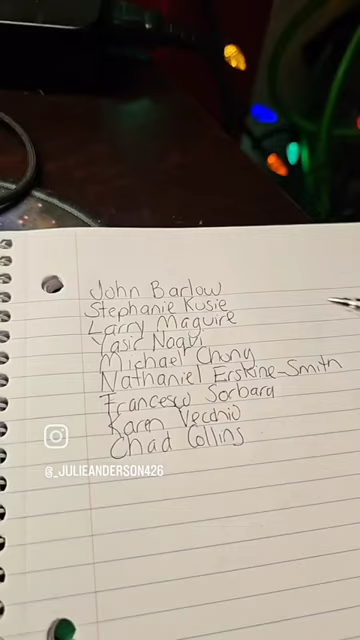 John Barlow
Stephanie Kusie
Larry Maguire
Yasir Naqvi
Michael Chong
Nathaniel Erskine-Smith
Francesco Sorbara
Karen Vecchio
Chad Collins
@_JULIEANDERSON426